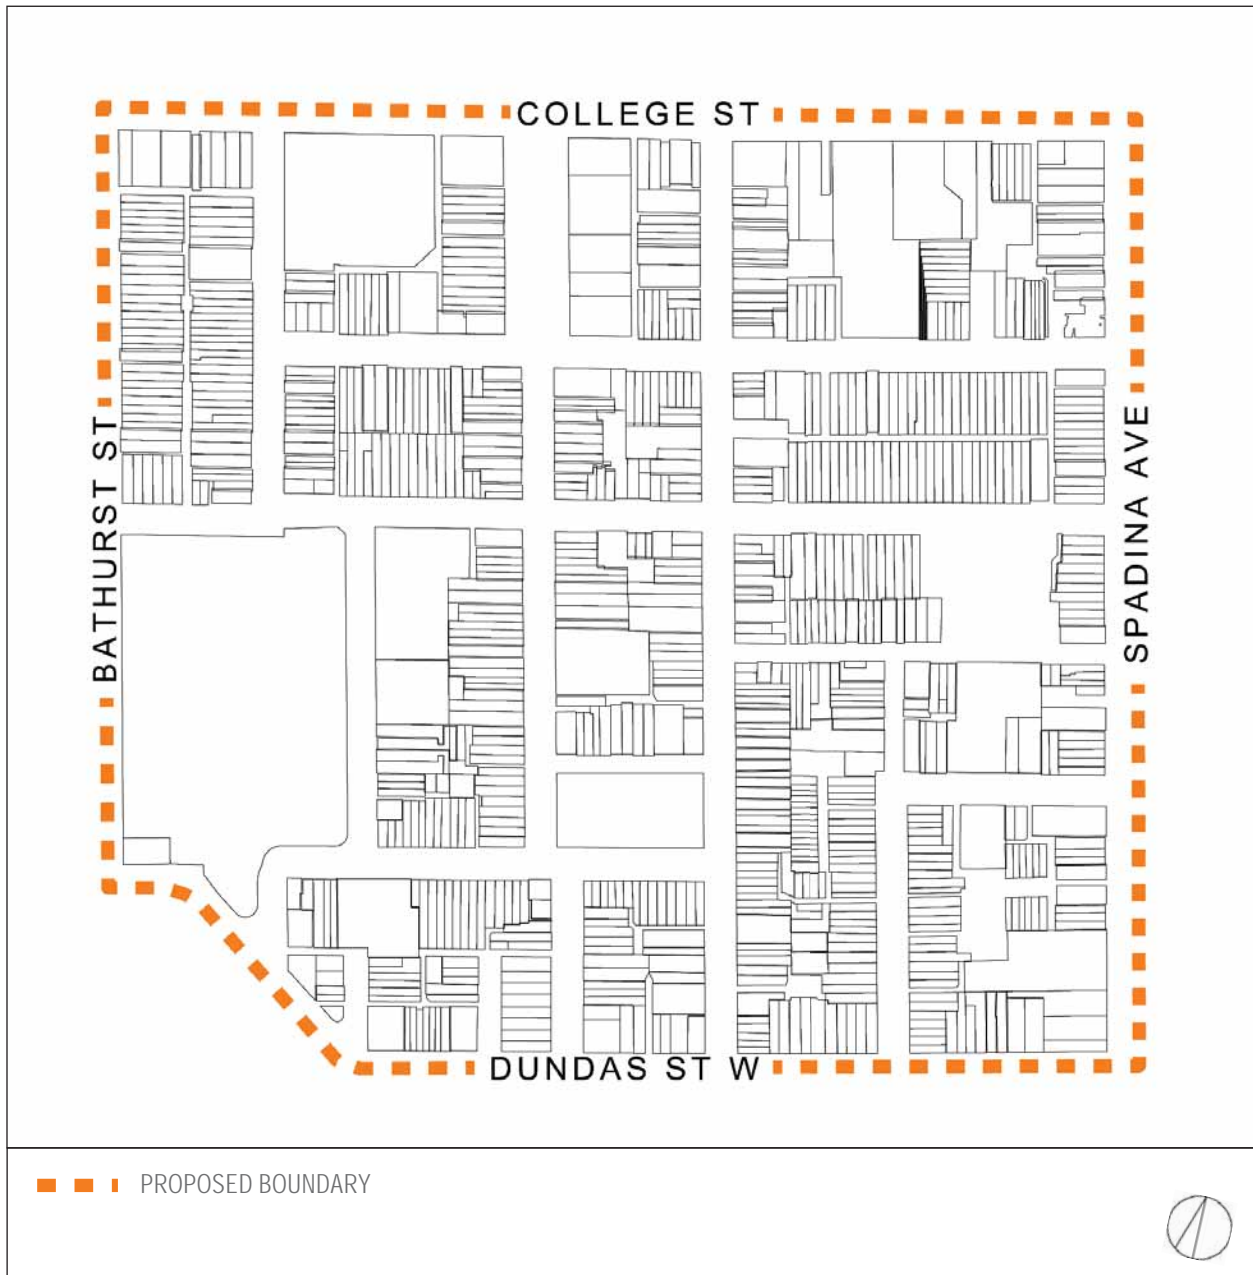 COLLEGE ST
BATHURST ST
SPADINA AVE
DUNDAS ST W
PROPOSED BOUNDARY